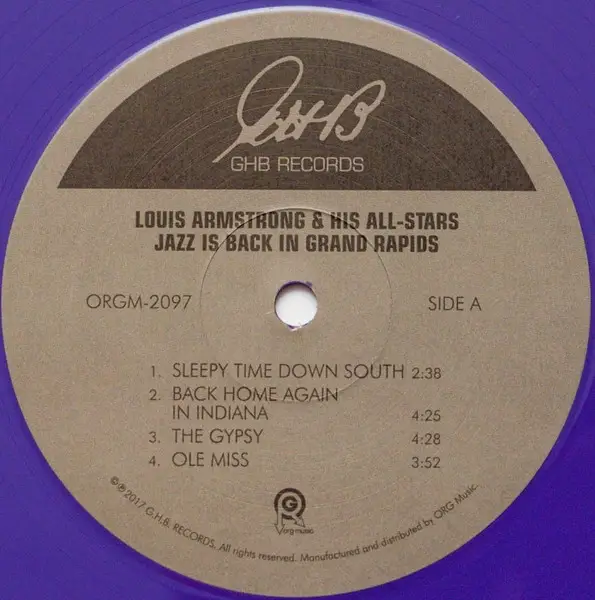 GHB
GHB RECORDS
LOUIS ARMSTRONG & HIS ALL-STARS
JAZZ IS BACK IN GRAND RAPIDS
ORGM-2097 SIDE A
1. SLEEPY TIME DOWN SOUTH 2:38
2. BACK HOME AGAIN
IN INDIANA 4:25
3. THE GYPSY 4:28
4. OLE MISS 3:52
org music
©℗2017 G.H.B. RECORDS. All rights reserved. Manufactured and distributed by ORG Music.